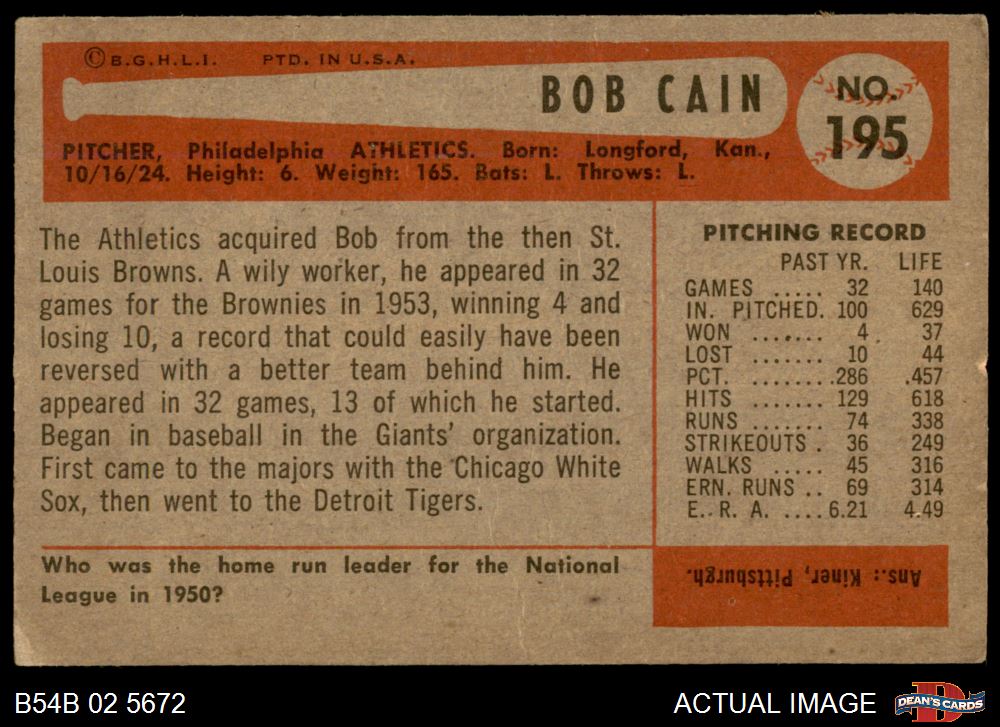 © B.G.H.L.I. PTD. IN U.S.A.
BOB CAIN
NO.
195
PITCHER, Philadelphia ATHLETICS. Born: Longford, Kan.,
10/16/24. Height: 6. Weight: 165. Bats: L. Throws: L.
The Athletics acquired Bob from the then St.
Louis Browns. A wily worker, he appeared in 32
games for the Brownies in 1953, winning 4 and
losing 10, a record that could easily have been
reversed with a better team behind him. He
appeared in 32 games, 13 of which he started.
Began in baseball in the Giants' organization.
First came to the majors with the Chicago White
Sox, then went to the Detroit Tigers.
PITCHING RECORD
PAST YR. LIFE
GAMES ..... 32 140
IN. PITCHED. 100 629
WON ....... 4 37
LOST ....... 10 44
PCT. ........286 .457
HITS ....... 129 618
RUNS ....... 74 338
STRIKEOUTS . 36 249
WALKS ..... 45 316
ERN. RUNS .. 69 314
E. R. A. ....6.21 4.49
Who was the home run leader for the National
League in 1950?
Ans.: Kiner, Pittsburgh.
B54B 02 5672
ACTUAL IMAGE
DEAN'S CARDS